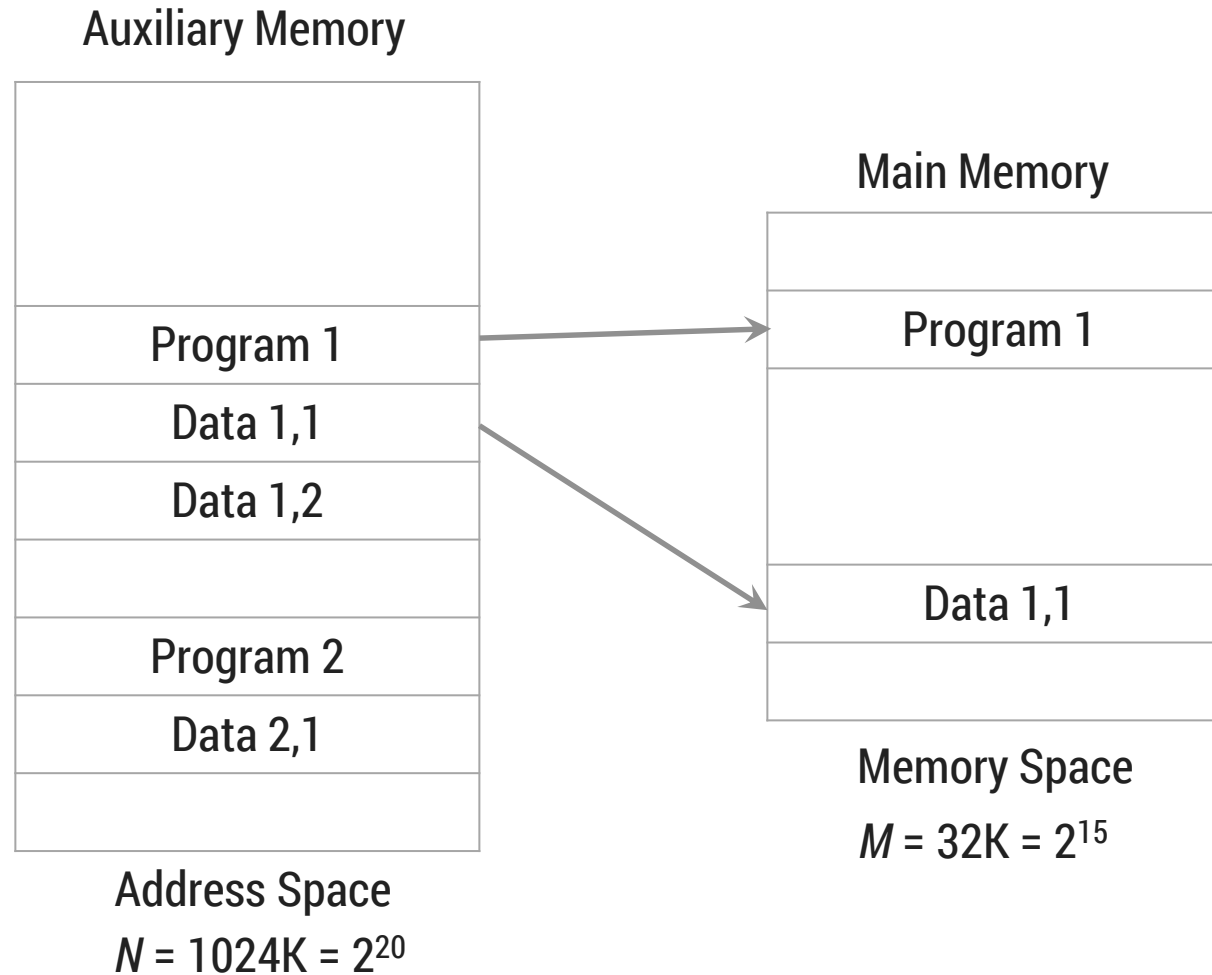 Auxiliary Memory
Program 1
Data 1,1
Data 1,2
Program 2
Data 2,1
Address Space
N = 1024K = 2²⁰
Main Memory
Program 1
Data 1,1
Memory Space
M = 32K = 2¹⁵